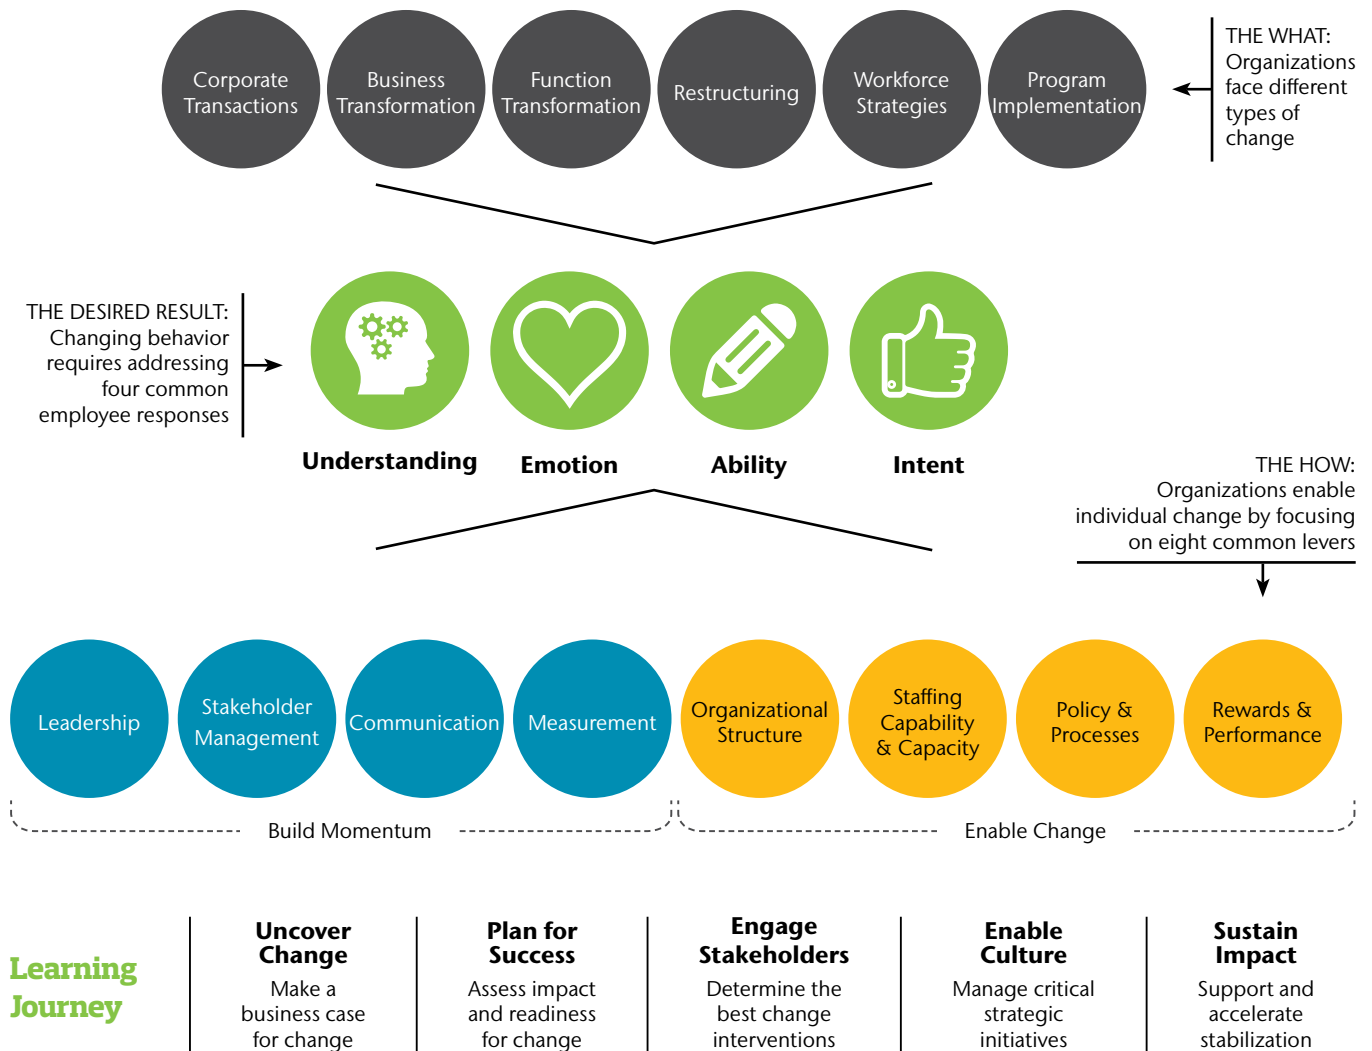 Corporate
Transactions
Business
Transformation
Function
Transformation
Restructuring
Workforce
Strategies
Program
Implementation
THE WHAT:
Organizations
face different
types of
change
THE DESIRED RESULT:
Changing behavior
requires addressing
four common
employee responses
Understanding
Emotion
Ability
Intent
THE HOW:
Organizations enable
individual change by focusing
on eight common levers
Leadership
Stakeholder
Management
Communication
Measurement
Organizational
Structure
Staffing
Capability
& Capacity
Policy &
Processes
Rewards &
Performance
Build Momentum
Enable Change
Learning
Journey
Uncover
Change
Make a
business case
for change
Plan for
Success
Assess impact
and readiness
for change
Engage
Stakeholders
Determine the
best change
interventions
Enable
Culture
Manage critical
strategic
initiatives
Sustain
Impact
Support and
accelerate
stabilization